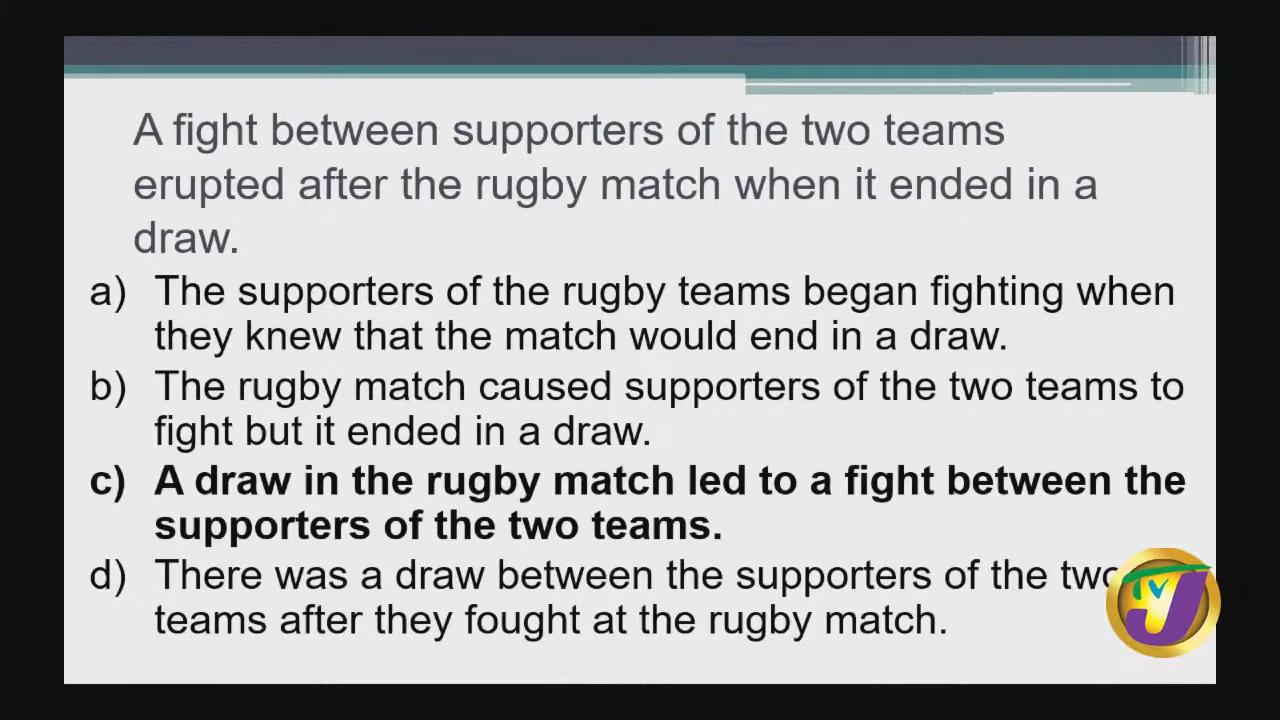 A fight between supporters of the two teams
erupted after the rugby match when it ended in a
draw.
a) The supporters of the rugby teams began fighting when
they knew that the match would end in a draw.
b) The rugby match caused supporters of the two teams to
fight but it ended in a draw.
c) A draw in the rugby match led to a fight between the
supporters of the two teams.
d) There was a draw between the supporters of the two
teams after they fought at the rugby match.
TVJ